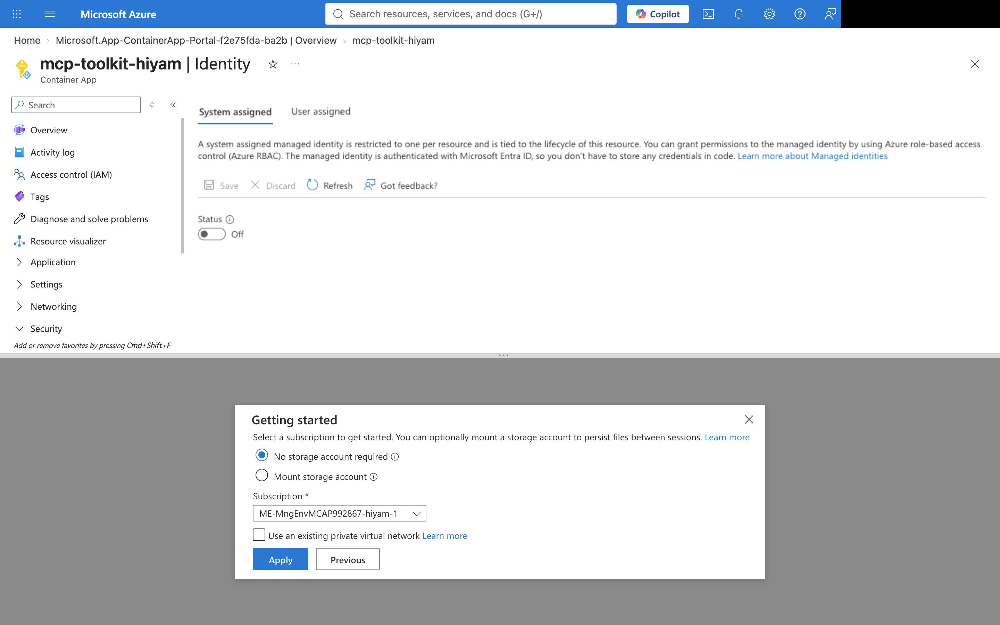 Microsoft Azure
Search resources, services, and docs (G+/)
Copilot
Home > Microsoft.App-ContainerApp-Portal-f2e75fda-ba2b | Overview > mcp-toolkit-hiyam
mcp-toolkit-hiyam | Identity
Container App
Search
Overview
Activity log
Access control (IAM)
Tags
Diagnose and solve problems
Resource visualizer
Application
Settings
Networking
Security
Add or remove favorites by pressing Cmd+Shift+F
System assigned
User assigned
A system assigned managed identity is restricted to one per resource and is tied to the lifecycle of this resource. You can grant permissions to the managed identity by using Azure role-based access
control (Azure RBAC). The managed identity is authenticated with Microsoft Entra ID, so you don’t have to store any credentials in code. Learn more about Managed identities
Save
Discard
Refresh
Got feedback?
Status
Off
Getting started
Select a subscription to get started. You can optionally mount a storage account to persist files between sessions. Learn more
No storage account required
Mount storage account
Subscription *
ME-MngEnvMCAP992867-hiyam-1
Use an existing private virtual network Learn more
Apply
Previous